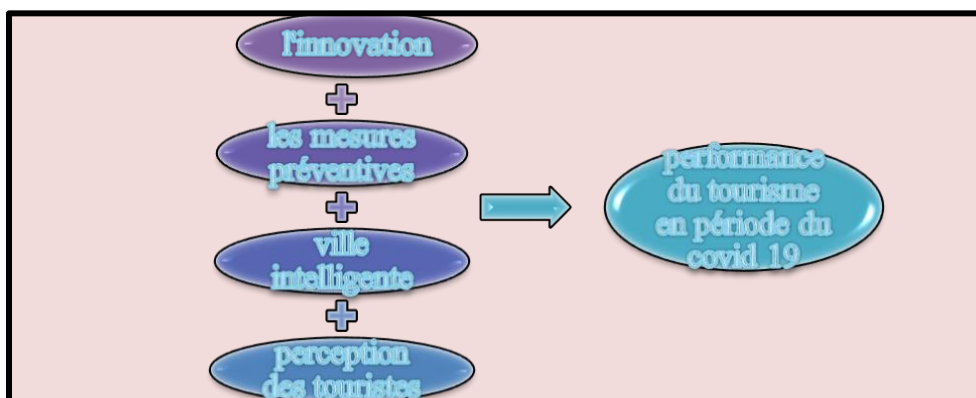 l'innovation
les mesures
préventives
ville
intelligente
perception
des touristes
performance
du tourisme
en période du
covid 19